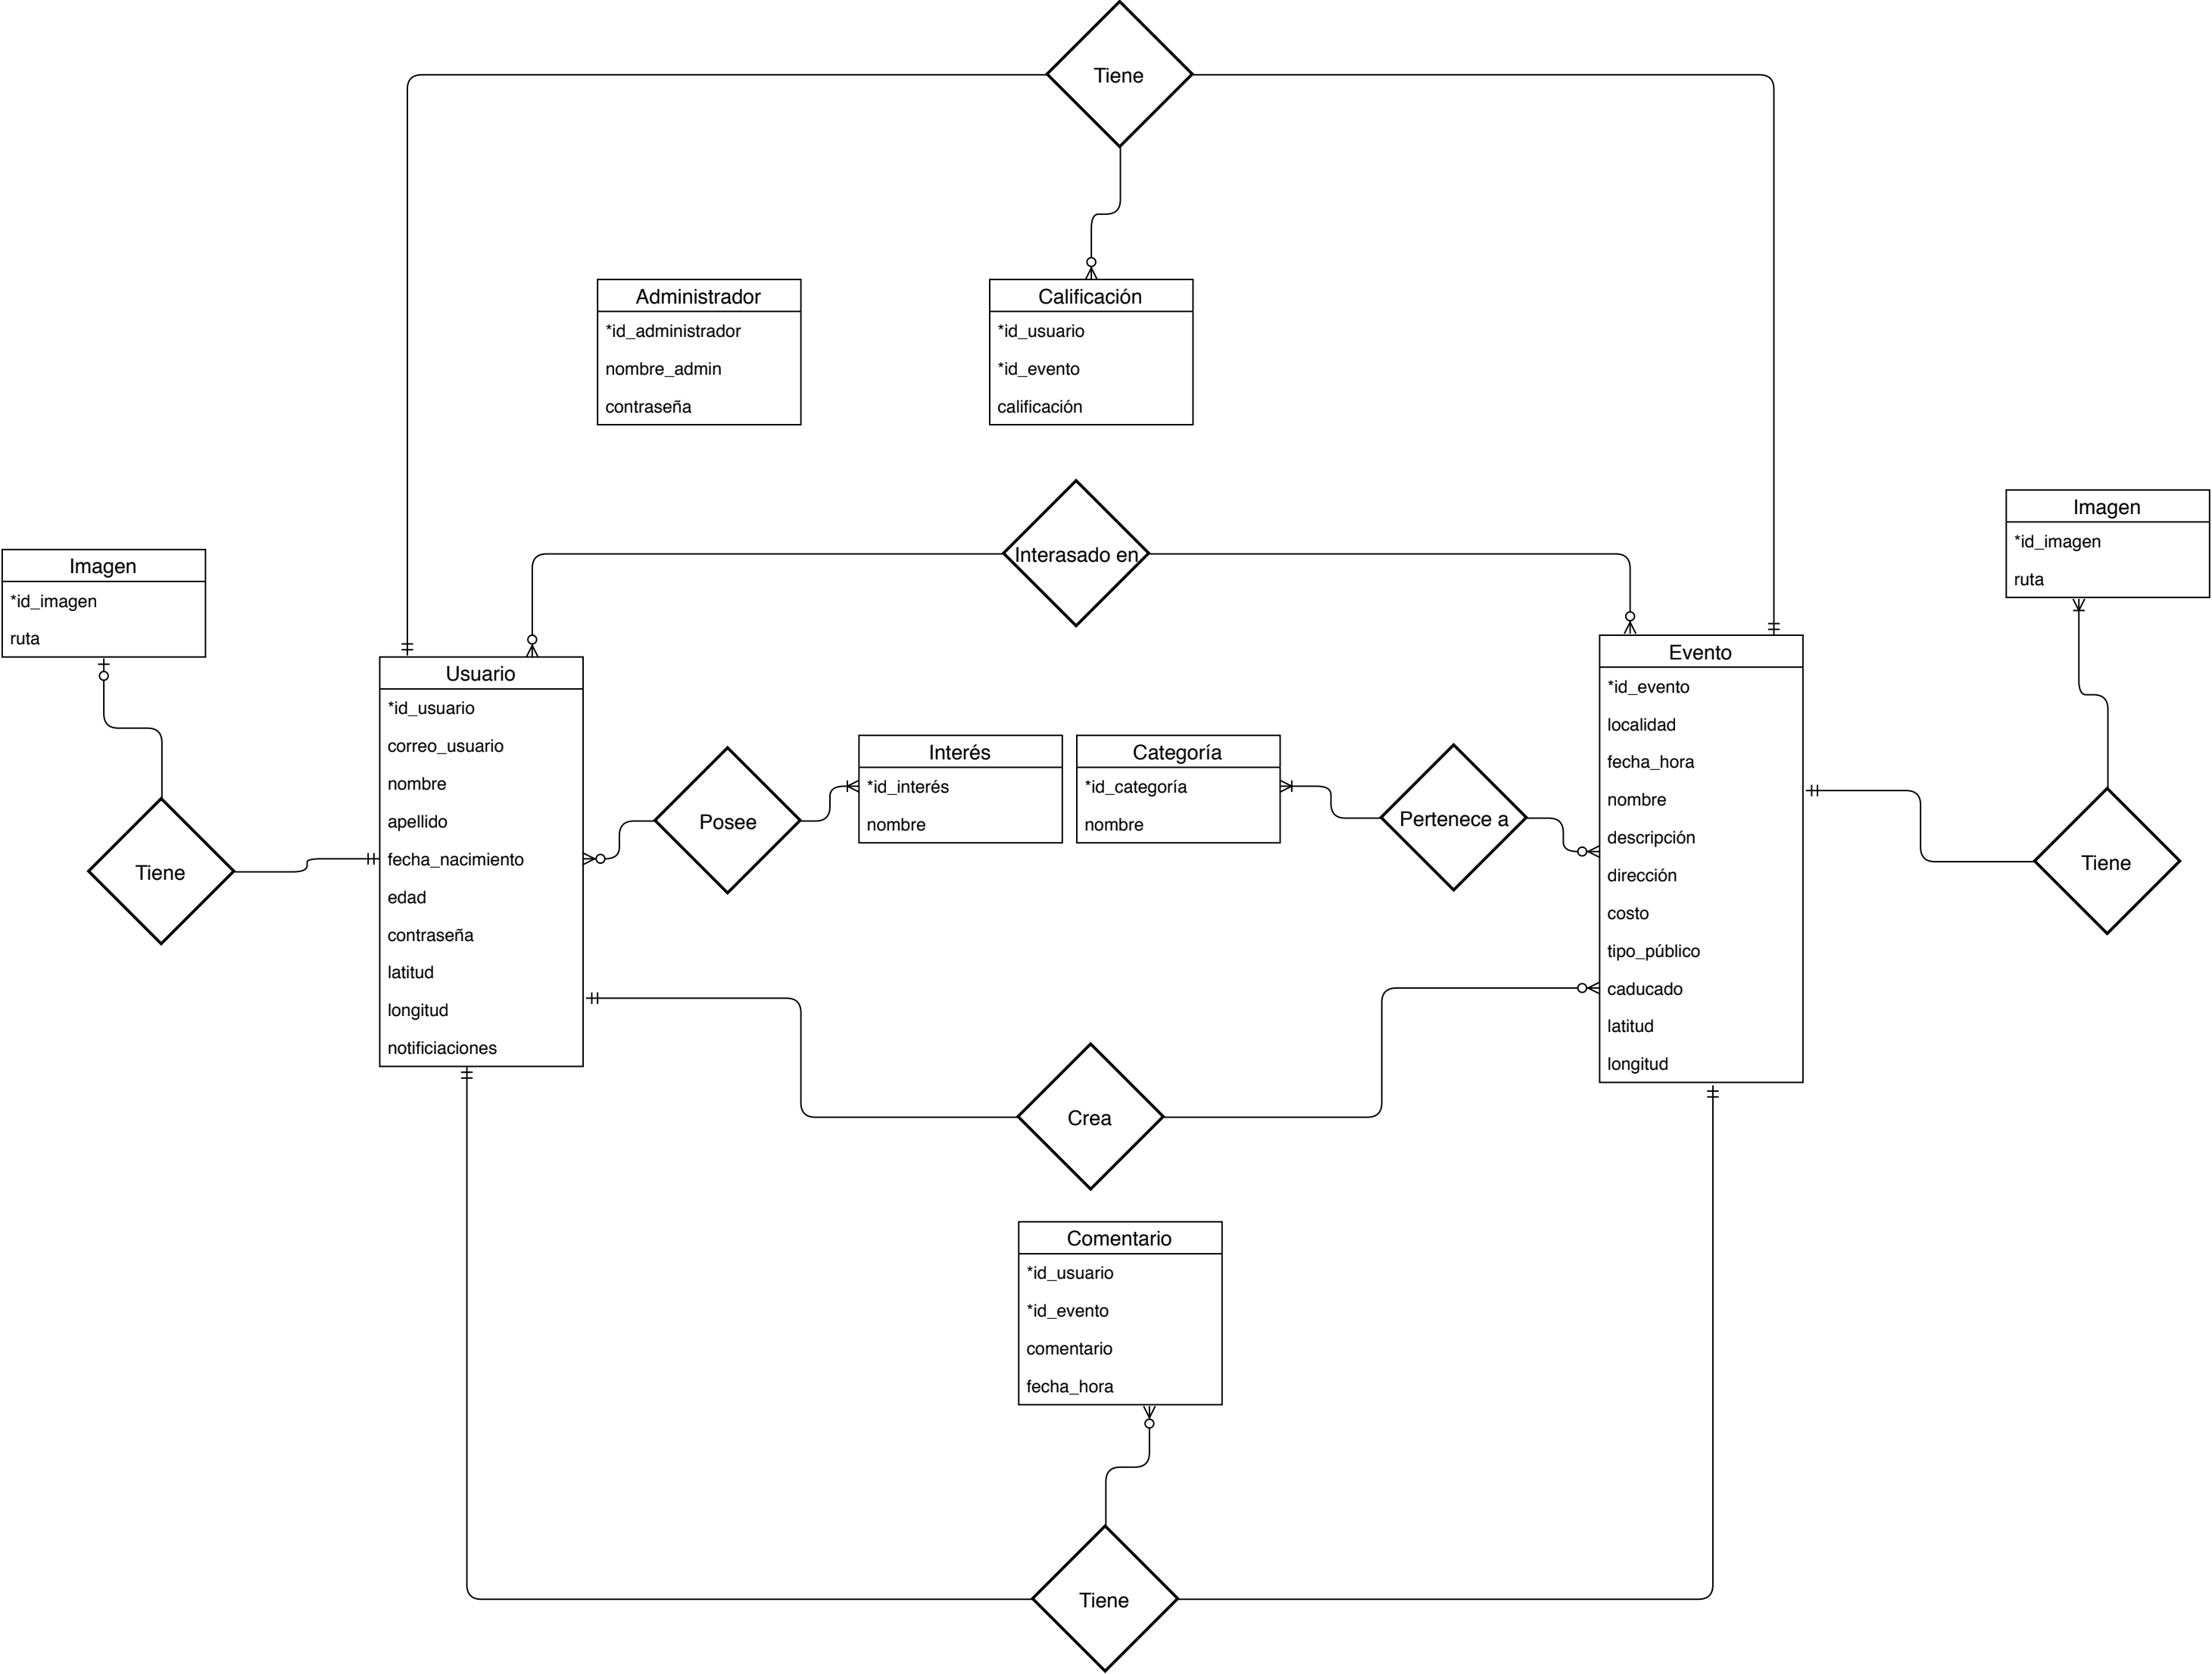 Tiene
Administrador
*id_administrador
nombre_admin
contraseña
Calificación
*id_usuario
*id_evento
calificación
Interasado en
Imagen
*id_imagen
ruta
Imagen
*id_imagen
ruta
Tiene
Usuario
*id_usuario
correo_usuario
nombre
apellido
fecha_nacimiento
edad
contraseña
latitud
longitud
notificiaciones
Posee
Interés
*id_interés
nombre
Categoría
*id_categoría
nombre
Pertenece a
Evento
*id_evento
localidad
fecha_hora
nombre
descripción
dirección
costo
tipo_público
caducado
latitud
longitud
Tiene
Crea
Comentario
*id_usuario
*id_evento
comentario
fecha_hora
Tiene